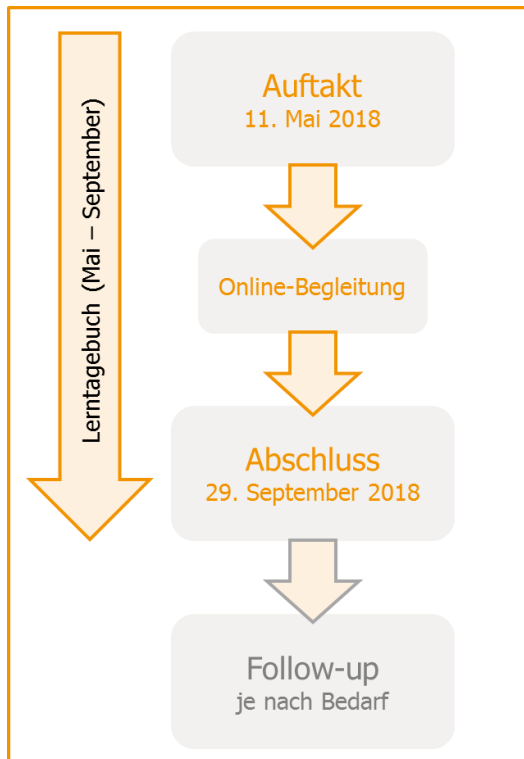 Lerntagebuch (Mai – September)
Auftakt
11. Mai 2018
Online-Begleitung
Abschluss
29. September 2018
Follow-up
je nach Bedarf